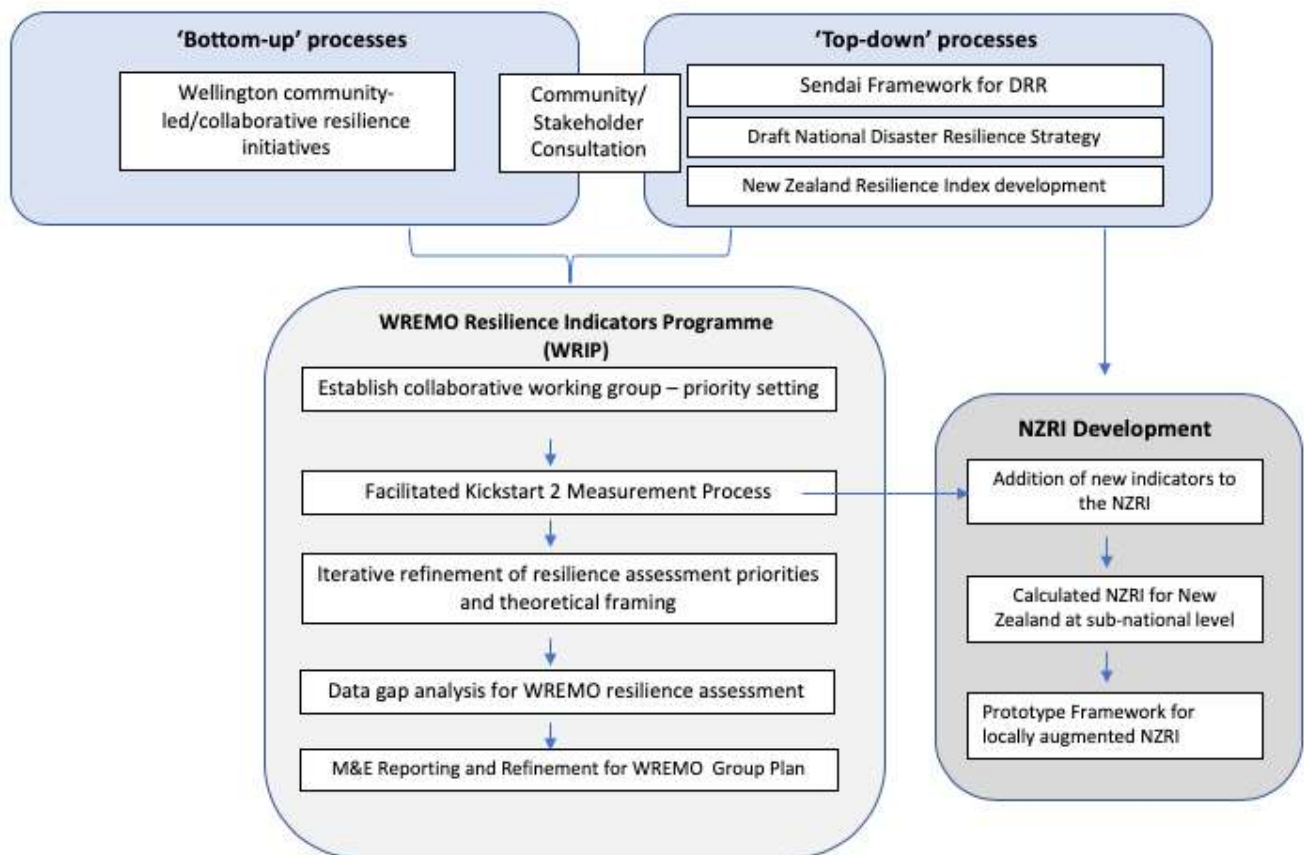 ‘Bottom-up’ processes
Wellington community-
led/collaborative resilience
initiatives
Community/
Stakeholder
Consultation
‘Top-down’ processes
Sendai Framework for DRR
Draft National Disaster Resilience Strategy
New Zealand Resilience Index development
WREMO Resilience Indicators Programme
(WRIP)
Establish collaborative working group – priority setting
Facilitated Kickstart 2 Measurement Process
Iterative refinement of resilience assessment priorities
and theoretical framing
Data gap analysis for WREMO resilience assessment
M&E Reporting and Refinement for WREMO Group Plan
NZRI Development
Addition of new indicators to
the NZRI
Calculated NZRI for New
Zealand at sub-national level
Prototype Framework for
locally augmented NZRI